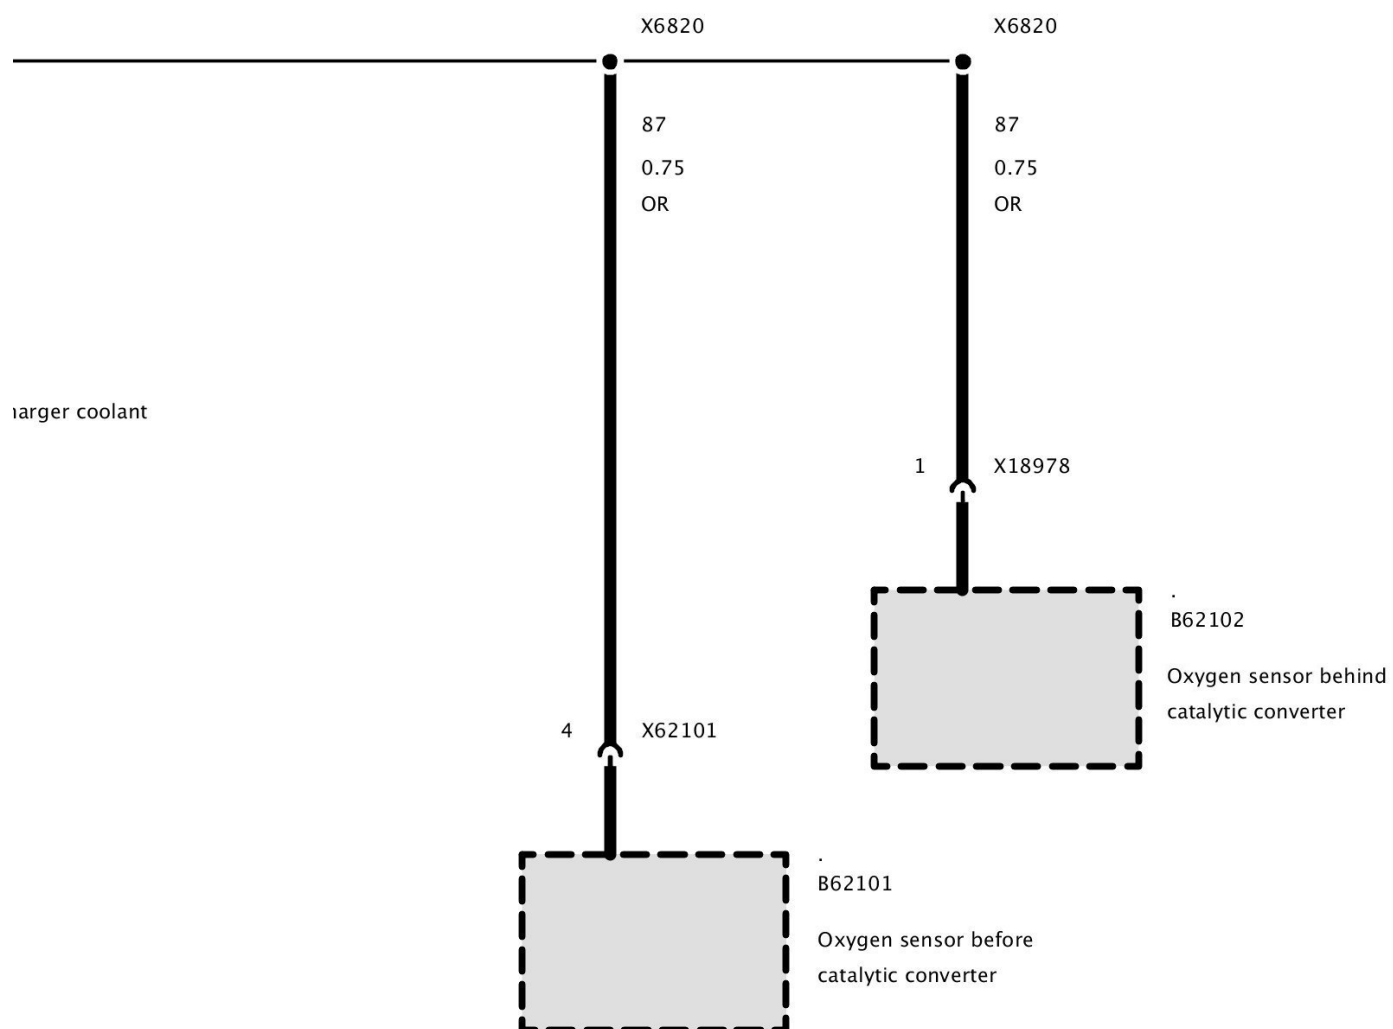 X6820
X6820
87
87
0.75
0.75
OR
OR
coolant
1
X18978
.
B62102
Oxygen sensor behind
catalytic converter
4
X62101
.
B62101
Oxygen sensor before
catalytic converter